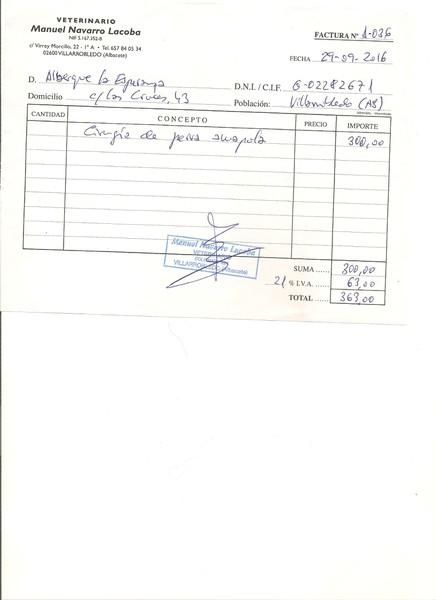 VETERINARIO
Manuel Navarro Lacoba
NIF 5.167.352-B
c/ Virrey Morcillo, 22 - 1º A • Tel. 657 84 05 34
02600 VILLARROBLEDO (Albacete)
FACTURA Nº 1-036
FECHA 29-09-2016
D. Albergue la Esperanza
D.N.I. / C.I.F. G-02282671
Domicilio c/ Las Cruces, 43
Población: Villarrobledo (AB)
CANTIDAD CONCEPTO PRECIO IMPORTE
Cirugía de perra amapola 300,00
Manuel Navarro Lacoba
VETERINARIO
VILLARROBLEDO (Albacete)
SUMA ...... 300,00
21 % I.V.A. ...... 63,00
TOTAL ...... 363,00